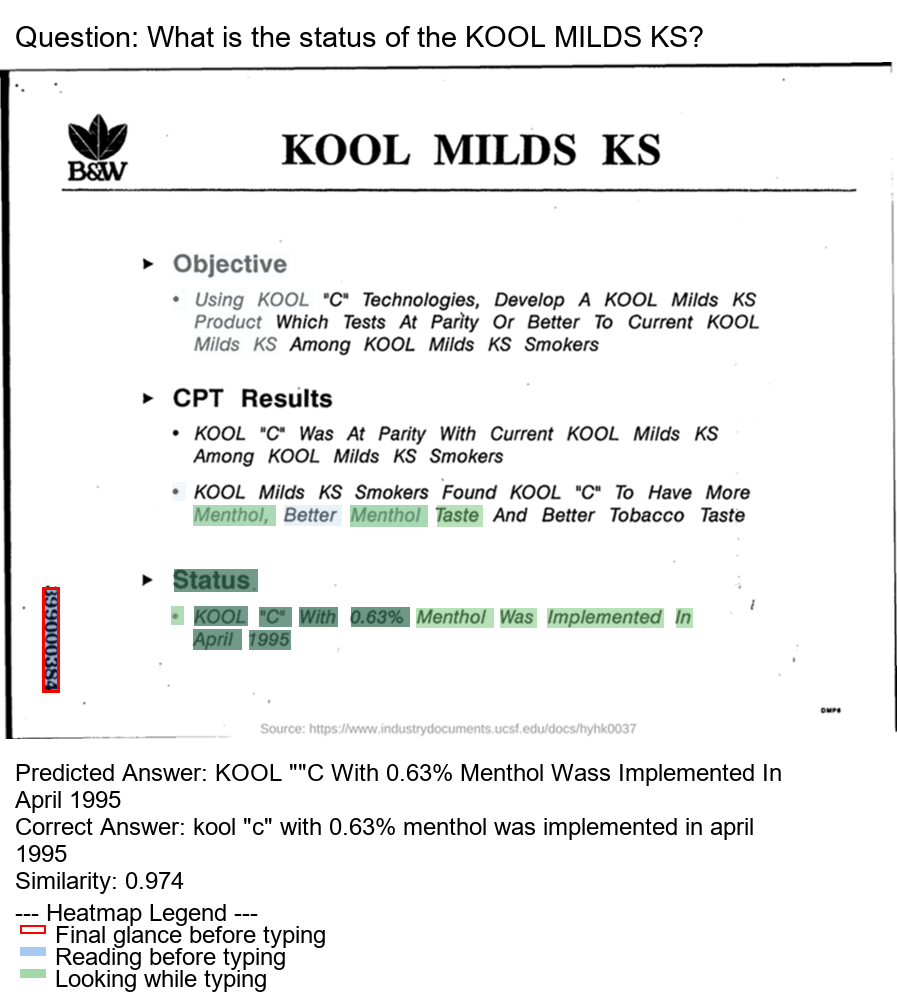 Question: What is the status of the KOOL MILDS KS?
B&W
KOOL MILDS KS
► Objective
• Using KOOL "C" Technologies, Develop A KOOL Milds KS
Product Which Tests At Parity Or Better To Current KOOL
Milds KS Among KOOL Milds KS Smokers
► CPT Results
• KOOL "C" Was At Parity With Current KOOL Milds KS
Among KOOL Milds KS Smokers
• KOOL Milds KS Smokers Found KOOL "C" To Have More
Menthol, Better Menthol Taste And Better Tobacco Taste
► Status
• KOOL "C" With 0.63% Menthol Was Implemented In
April 1995
Source: https://www.industrydocuments.ucsf.edu/docs/hyhk0037
Predicted Answer: KOOL ""C With 0.63% Menthol Wass Implemented In
April 1995
Correct Answer: kool "c" with 0.63% menthol was implemented in april
1995
Similarity: 0.974
--- Heatmap Legend ---
Final glance before typing
Reading before typing
Looking while typing